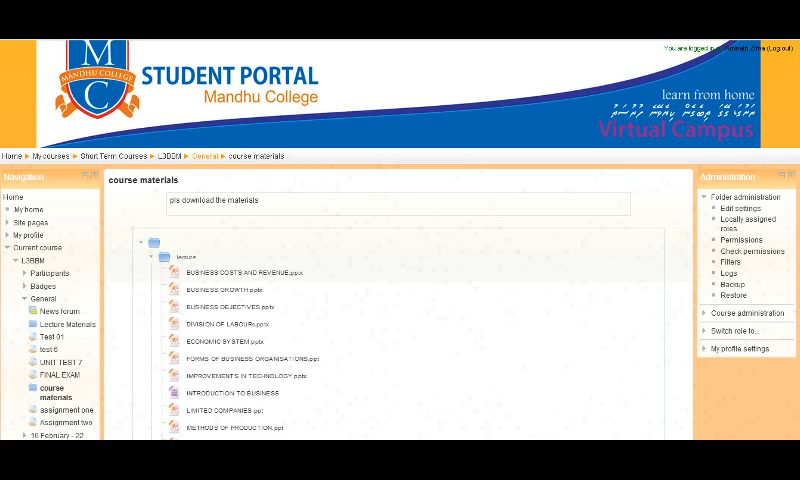 You are logged in
(Log out)
M
MANDHU COLLEGE
C
STUDENT PORTAL
Mandhu College
learn from home
Virtual Campus
Home ► My courses ► Short Term Courses ► L3BBM ► General ► course materials
Navigation
Home
My home
Site pages
My profile
Current course
L3BBM
Participants
Badges
General
News forum
Lecture Materials
Test 01
test 6
UNIT TEST 7
FINAL EXAM
course
materials
assignment one
Assignment two
16 February - 22
course materials
pls download the materials
lecture
BUSINESS COSTS AND REVENUE.pptx
BUSINESS GROWTH.pptx
BUSINESS OBJECTIVES.pptx
DIVISION OF LABOURs.pptx
ECONOMIC SYSTEM.pptx
FORMS OF BUSINESS ORGANISATIONS.ppt
IMPROVEMENTS IN TECHNOLOGY.pptx
INTRODUCTION TO BUSINESS
LIMITED COMPANIES.ppt
METHODS OF PRODUCTION.ppt
Administration
Folder administration
Edit settings
Locally assigned
roles
Permissions
Check permissions
Filters
Logs
Backup
Restore
Course administration
Switch role to...
My profile settings